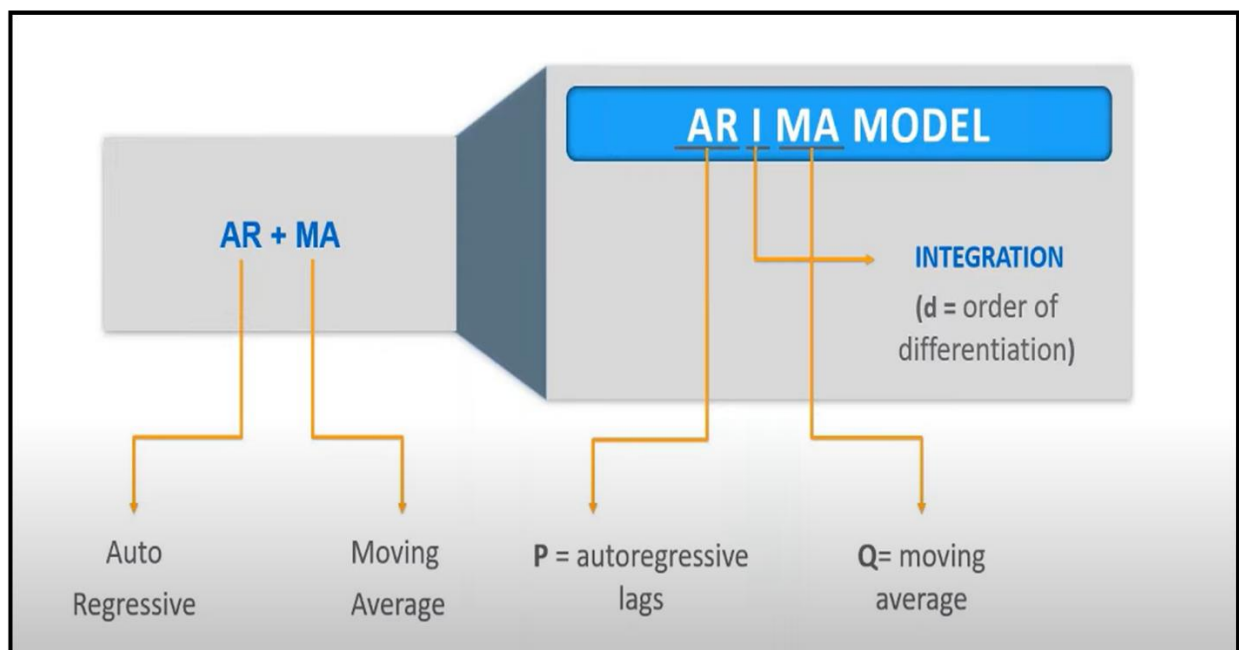 AR I MA MODEL
AR + MA
INTEGRATION
(d = order of
differentiation)
Auto
Regressive
Moving
Average
P = autoregressive
lags
Q= moving
average